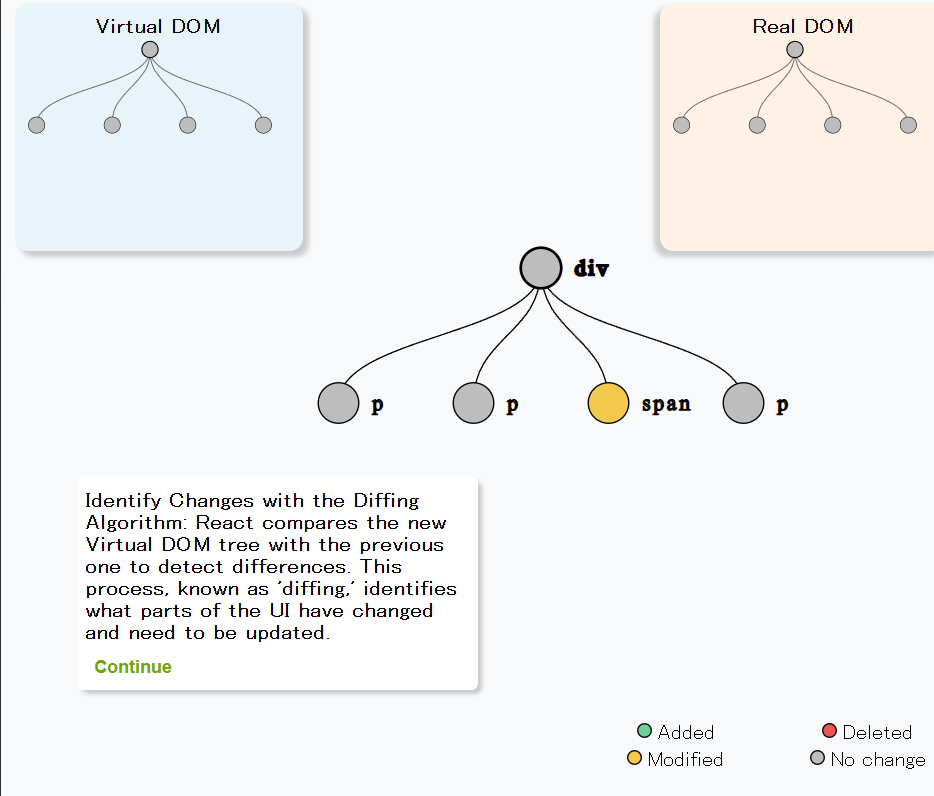 Virtual DOM
Real DOM
div
p
p
span
p
Identify Changes with the Diffing
Algorithm: React compares the new
Virtual DOM tree with the previous
one to detect differences. This
process, known as 'diffing,' identifies
what parts of the UI have changed
and need to be updated.
Continue
Added
Deleted
Modified
No change